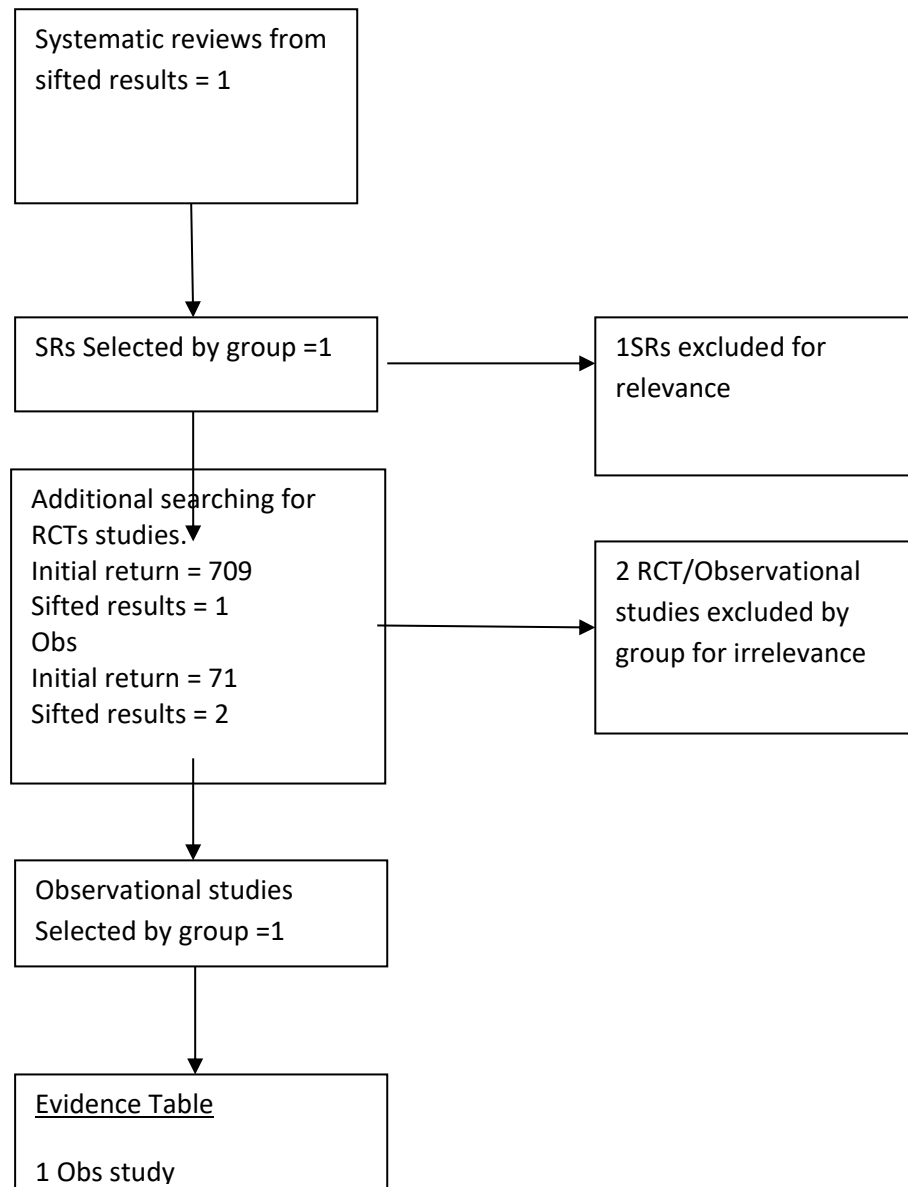 Systematic reviews from
sifted results = 1
SRs Selected by group =1
1SRs excluded for
relevance
Additional searching for
RCTs studies.
Initial return = 709
Sifted results = 1
Obs
Initial return = 71
Sifted results = 2
2 RCT/Observational
studies excluded by
group for irrelevance
Observational studies
Selected by group =1
Evidence Table
1 Obs study